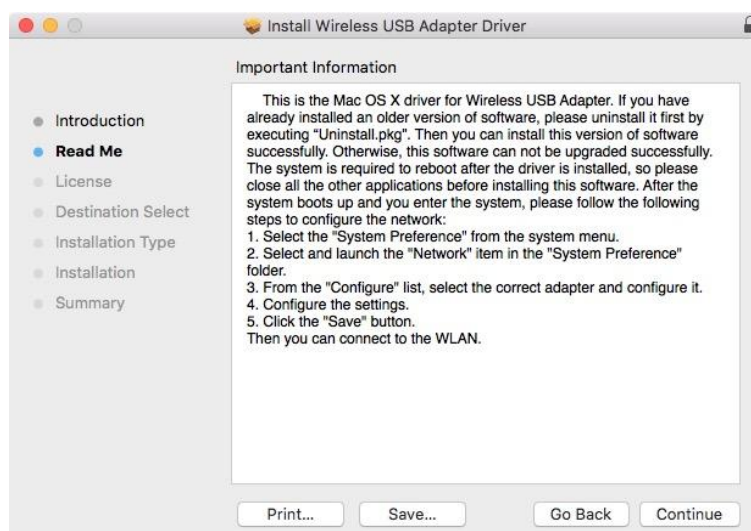 Install Wireless USB Adapter Driver
Important Information
Introduction
Read Me
License
Destination Select
Installation Type
Installation
Summary
This is the Mac OS X driver for Wireless USB Adapter. If you have
already installed an older version of software, please uninstall it first by
executing “Uninstall.pkg”. Then you can install this version of software
successfully. Otherwise, this software can not be upgraded successfully.
The system is required to reboot after the driver is installed, so please
close all the other applications before installing this software. After the
system boots up and you enter the system, please follow the following
steps to configure the network:
1. Select the "System Preference" from the system menu.
2. Select and launch the "Network" item in the "System Preference"
folder.
3. From the "Configure" list, select the correct adapter and configure it.
4. Configure the settings.
5. Click the "Save" button.
Then you can connect to the WLAN.
Print... Save... Go Back Continue